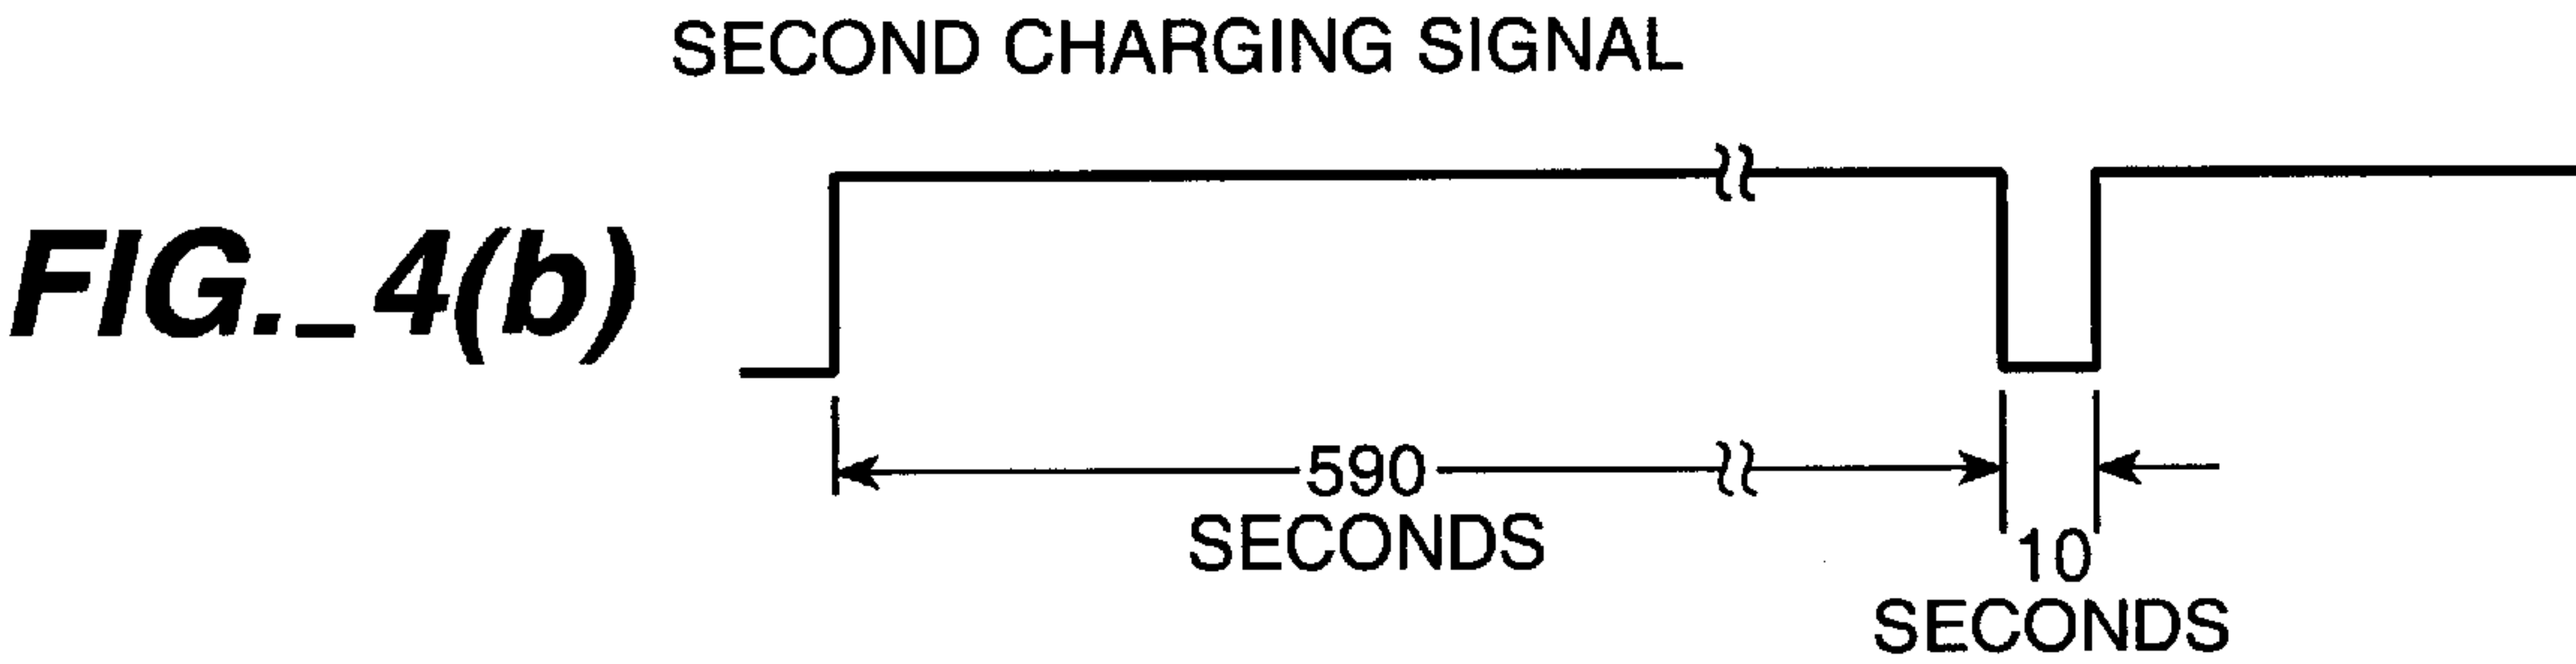 SECOND CHARGING SIGNAL
FIG._4(b)
590
SECONDS
10
SECONDS